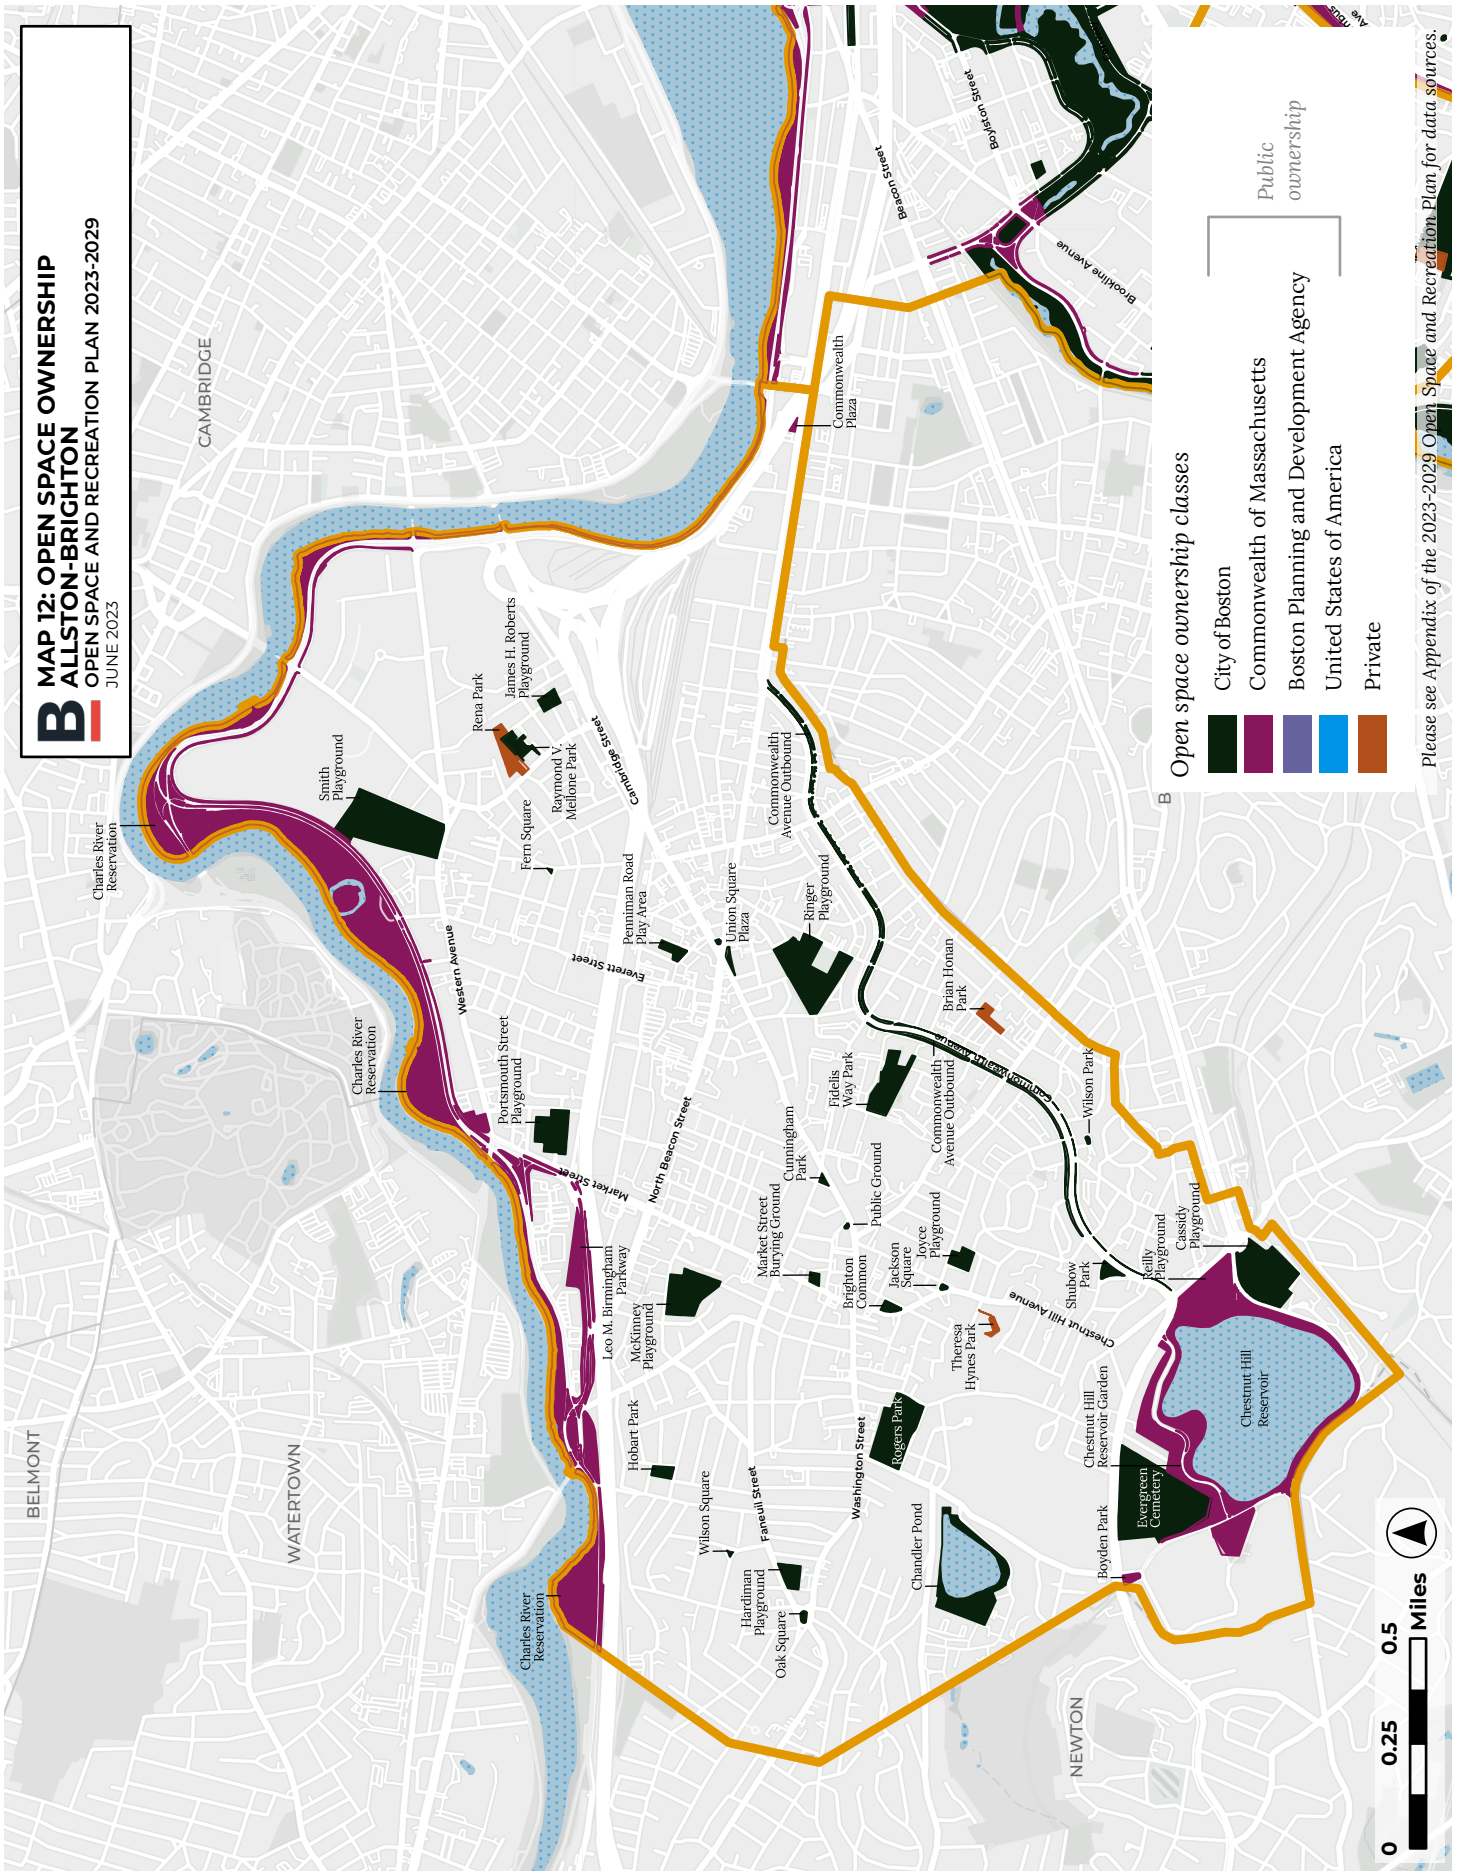 B
MAP 12: OPEN SPACE OWNERSHIP
ALLSTON-BRIGHTON
OPEN SPACE AND RECREATION PLAN 2023-2029
JUNE 2023
BELMONT
WATERTOWN
CAMBRIDGE
NEWTON
Charles River
Reservation
Charles River
Reservation
Charles River
Reservation
Smith
Playground
Rena Park
James H. Roberts
Playground
Raymond V.
Mellone Park
Fern Square
Cambridge Street
Penniman Road
Play Area
Everett Street
Union Square
Plaza
Western Avenue
Portsmouth Street
Playground
Market Street
North Beacon Street
Leo M. Birmingham
Parkway
McKinney
Playground
Hobart Park
Wilson Square
Faneuil Street
Hardiman
Playground
Oak Square
Washington Street
Rogers Park
Chandler Pond
Market Street
Burying Ground
Cunningham
Park
Public Ground
Brighton
Common
Jackson
Square
Joyce
Playground
Theresa
Hynes Park
Chestnut Hill Avenue
Fidelis
Way Park
Ringer
Playground
Commonwealth
Avenue Outbound
Commonwealth
Avenue Outbound
Commonwealth Avenue
Brian Honan
Park
Wilson Park
Shubow
Park
Reilly
Playground
Cassidy
Playground
Chestnut Hill
Reservoir
Chestnut Hill
Reservoir Garden
Evergreen
Cemetery
Boyden Park
Commonwealth
Plaza
Beacon Street
Boylston Street
Brookline Avenue
Ave
B
Open space ownership classes
City of Boston
Commonwealth of Massachusetts
Boston Planning and Development Agency
United States of America
Private
Public
ownership
Please see Appendix of the 2023-2029 Open Space and Recreation Plan for data sources.
0 0.25 0.5
Miles